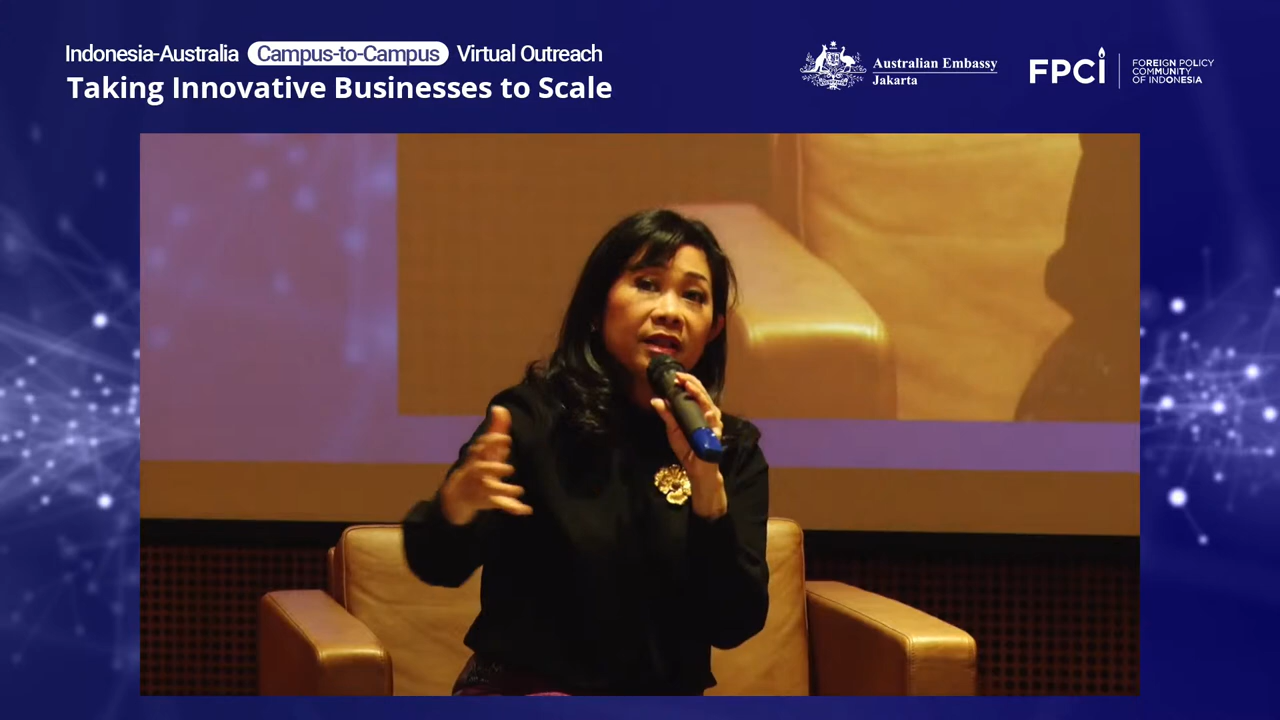 Indonesia-Australia Campus-to-Campus Virtual Outreach
Taking Innovative Businesses to Scale
Australian Embassy
Jakarta
FPCI
FOREIGN POLICY
COMMUNITY
OF INDONESIA